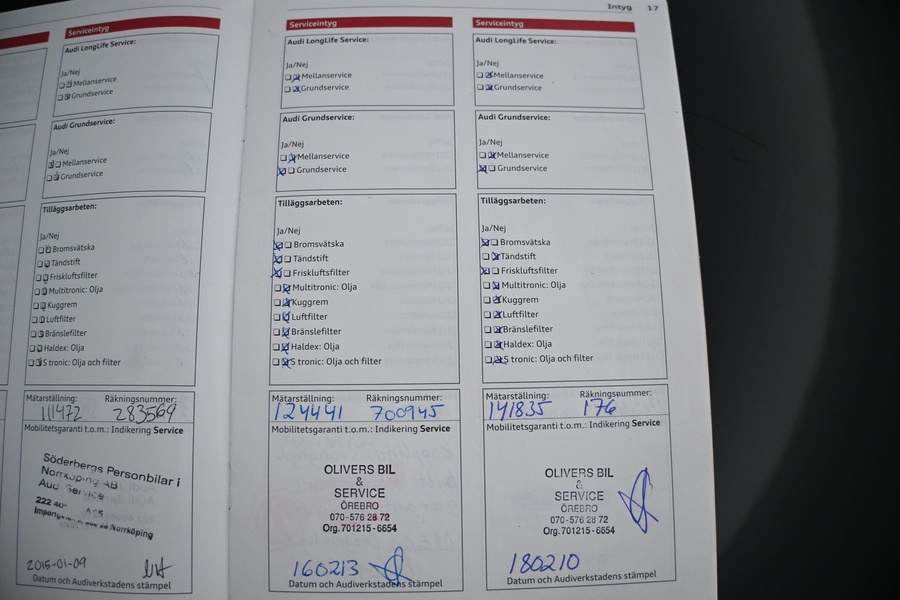 Intyg 17
Serviceintyg
Audi LongLife Service:
Ja/Nej
Mellanservice
Grundservice
Audi Grundservice:
Ja/Nej
Mellanservice
Grundservice
Tilläggsarbeten:
Ja/Nej
Bromsvätska
Tändstift
Friskluftsfilter
Multitronic: Olja
Kuggrem
Luftfilter
Bränslefilter
Haldex: Olja
S tronic: Olja och filter
Mätarställning: Räkningsnummer:
111472 283569
Mobilitetsgaranti t.o.m.: Indikering Service
Söderbergs Personbilar i
Norrköping AB
Audi Service
222
Norrköping
2015-01-09
Datum och Audiverkstadens stämpel
Serviceintyg
Audi LongLife Service:
Ja/Nej
Mellanservice
Grundservice
Audi Grundservice:
Ja/Nej
Mellanservice
Grundservice
Tilläggsarbeten:
Ja/Nej
Bromsvätska
Tändstift
Friskluftsfilter
Multitronic: Olja
Kuggrem
Luftfilter
Bränslefilter
Haldex: Olja
S tronic: Olja och filter
Mätarställning: Räkningsnummer:
124441 700945
Mobilitetsgaranti t.o.m.: Indikering Service
OLIVERS BIL
&
SERVICE
ÖREBRO
070-576 28 72
Org. 701215-6654
160213
Datum och Audiverkstadens stämpel
Serviceintyg
Audi LongLife Service:
Ja/Nej
Mellanservice
Grundservice
Audi Grundservice:
Ja/Nej
Mellanservice
Grundservice
Tilläggsarbeten:
Ja/Nej
Bromsvätska
Tändstift
Friskluftsfilter
Multitronic: Olja
Kuggrem
Luftfilter
Bränslefilter
Haldex: Olja
S tronic: Olja och filter
Mätarställning: Räkningsnummer:
141835 176
Mobilitetsgaranti t.o.m.: Indikering Service
OLIVERS BIL
&
SERVICE
ÖREBRO
070-576 28 72
Org. 701215-6654
180210
Datum och Audiverkstadens stämpel